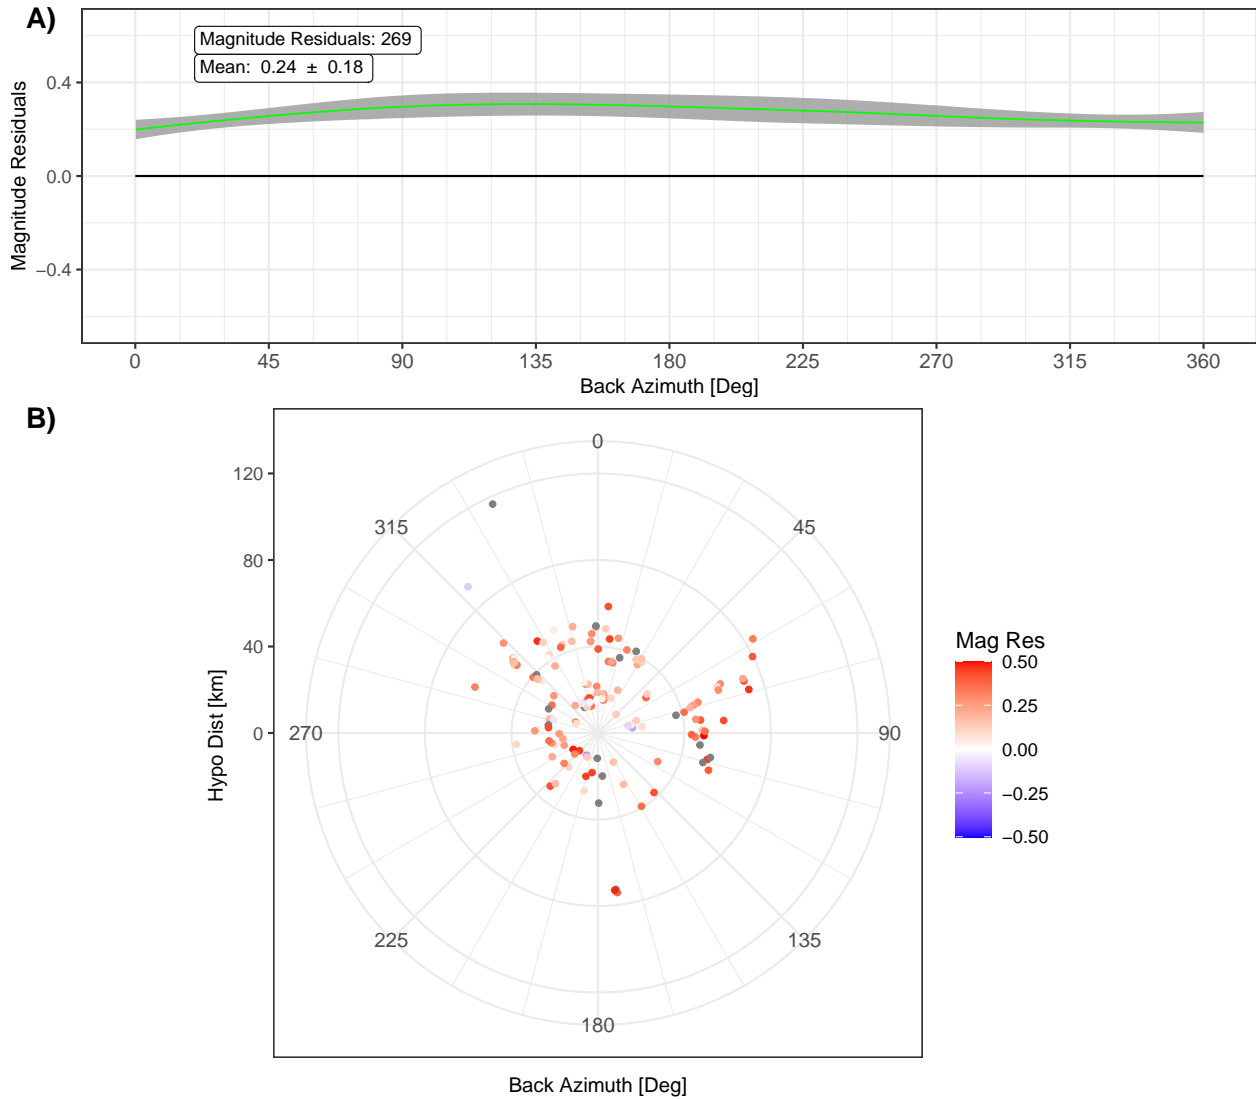 A)
Magnitude Residuals: 269
Mean: 0.24 ± 0.18
Magnitude Residuals
0.4
0.0
−0.4
0 45 90 135 180 225 270 315 360
Back Azimuth [Deg]
B)
Hypo Dist [km]
120
80
40
0
0
45
90
135
180
225
270
315
Back Azimuth [Deg]
Mag Res
0.50
0.25
0.00
−0.25
−0.50